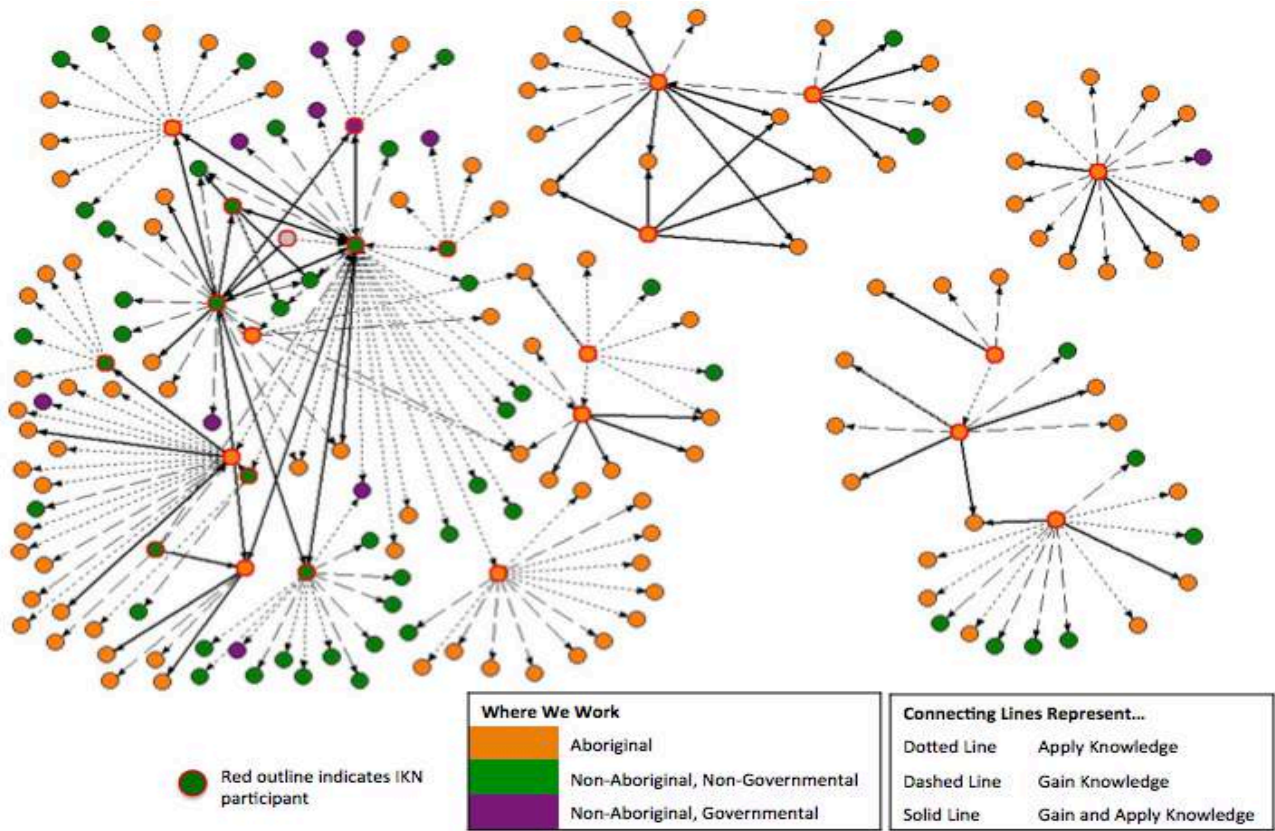 Red outline indicates IKN
participant
Where We Work
Aboriginal
Non-Aboriginal, Non-Governmental
Non-Aboriginal, Governmental
Connecting Lines Represent...
Dotted Line Apply Knowledge
Dashed Line Gain Knowledge
Solid Line Gain and Apply Knowledge